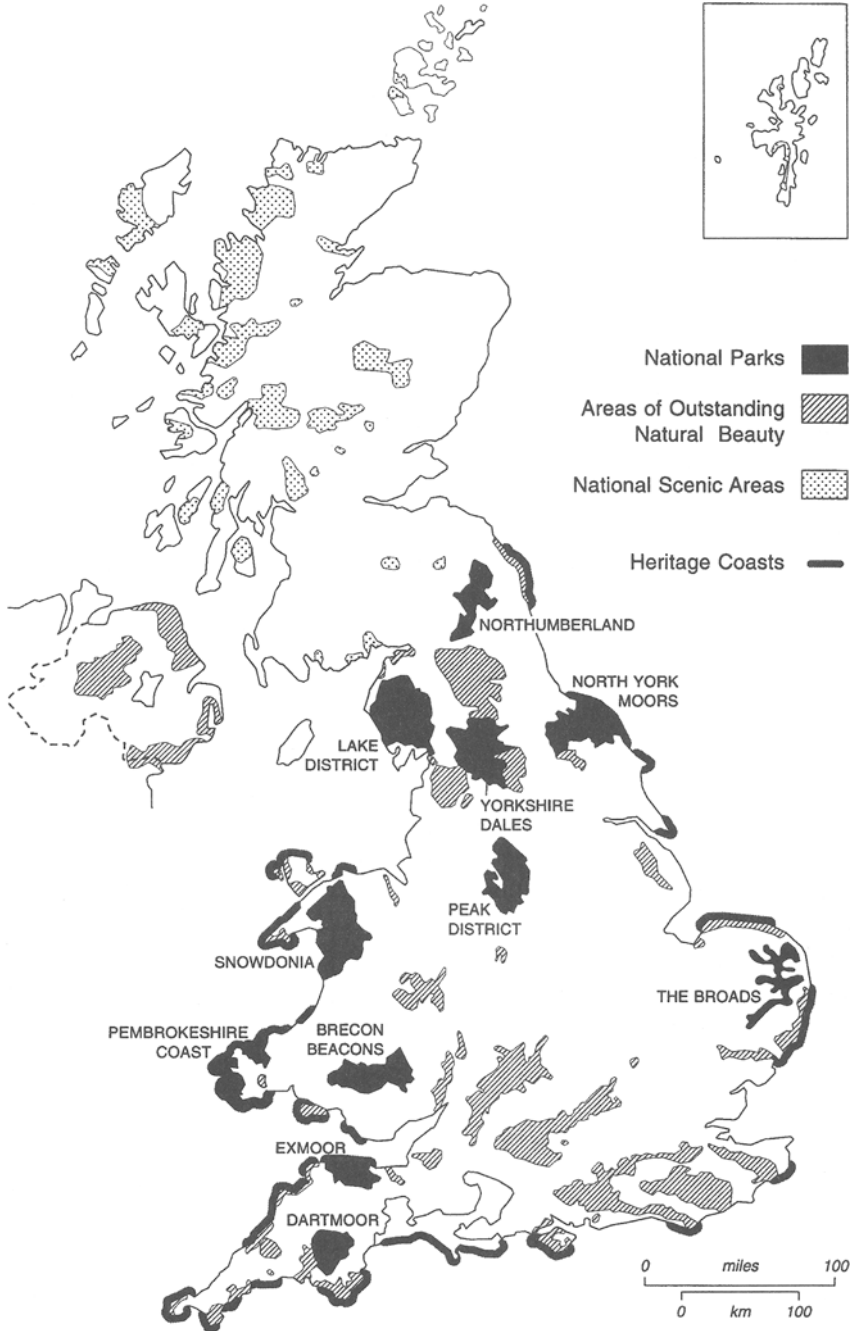 National Parks
Areas of Outstanding
Natural Beauty
National Scenic Areas
Heritage Coasts
NORTHUMBERLAND
NORTH YORK
MOORS
LAKE
DISTRICT
YORKSHIRE
DALES
PEAK
DISTRICT
SNOWDONIA
THE BROADS
PEMBROKESHIRE
COAST
BRECON
BEACONS
EXMOOR
DARTMOOR
0 miles 100
0 km 100